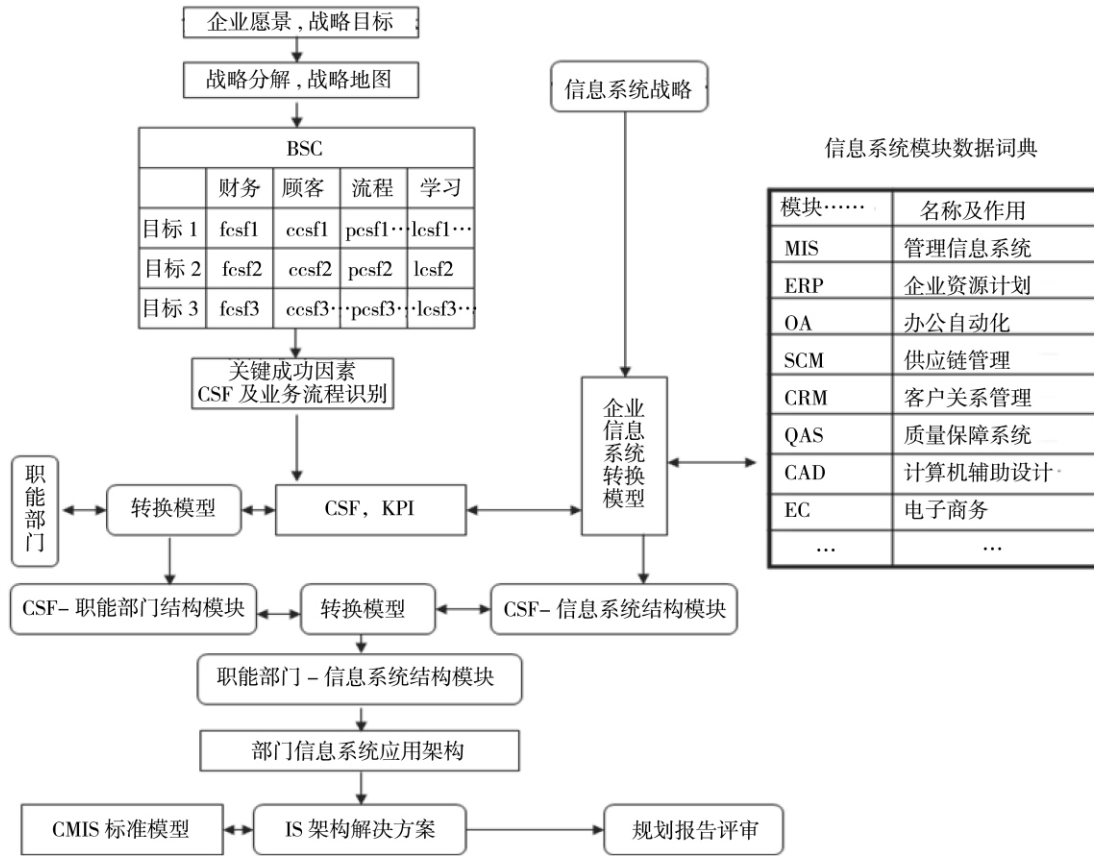 企业愿景，战略目标
战略分解，战略地图
信息系统战略
BSC
财务 顾客 流程 学习
目标 1 fcsf1 ccsf1 pcsf1… lcsf1…
目标 2 fcsf2 ccsf2 pcsf2 lcsf2
目标 3 fcsf3 ccsf3… pcsf3… lcsf3…
关键成功因素
CSF 及业务流程识别
企业
信息
系统
转换
模型
信息系统模块数据词典
模块…… 名称及作用
MIS 管理信息系统
ERP 企业资源计划
OA 办公自动化
SCM 供应链管理
CRM 客户关系管理
QAS 质量保障系统
CAD 计算机辅助设计
EC 电子商务
… …
职
能
部
门
转换模型
CSF，KPI
CSF－职能部门结构模块
转换模型
CSF－信息系统结构模块
职能部门－信息系统结构模块
部门信息系统应用架构
CMIS 标准模型
IS 架构解决方案
规划报告评审